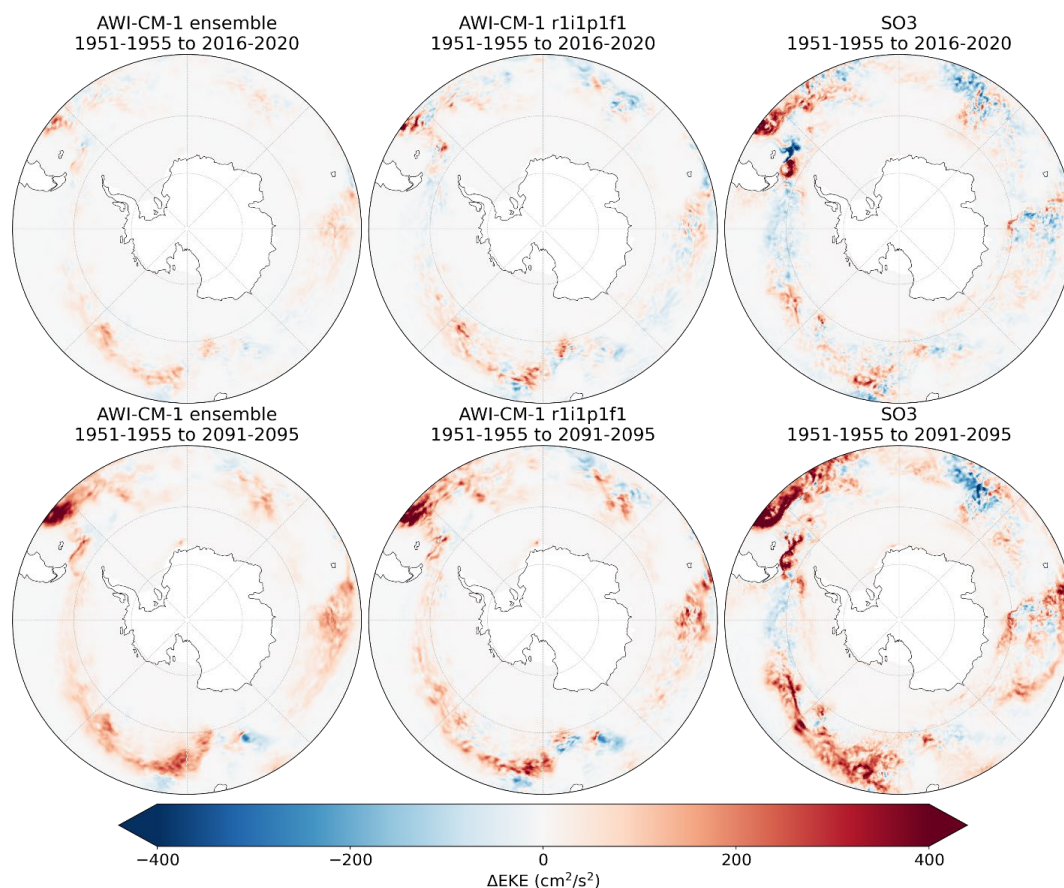 AWI-CM-1 ensemble
1951-1955 to 2016-2020
AWI-CM-1 r1i1p1f1
1951-1955 to 2016-2020
SO3
1951-1955 to 2016-2020
AWI-CM-1 ensemble
1951-1955 to 2091-2095
AWI-CM-1 r1i1p1f1
1951-1955 to 2091-2095
SO3
1951-1955 to 2091-2095
−400 −200 0 200 400
ΔEKE (cm²/s²)